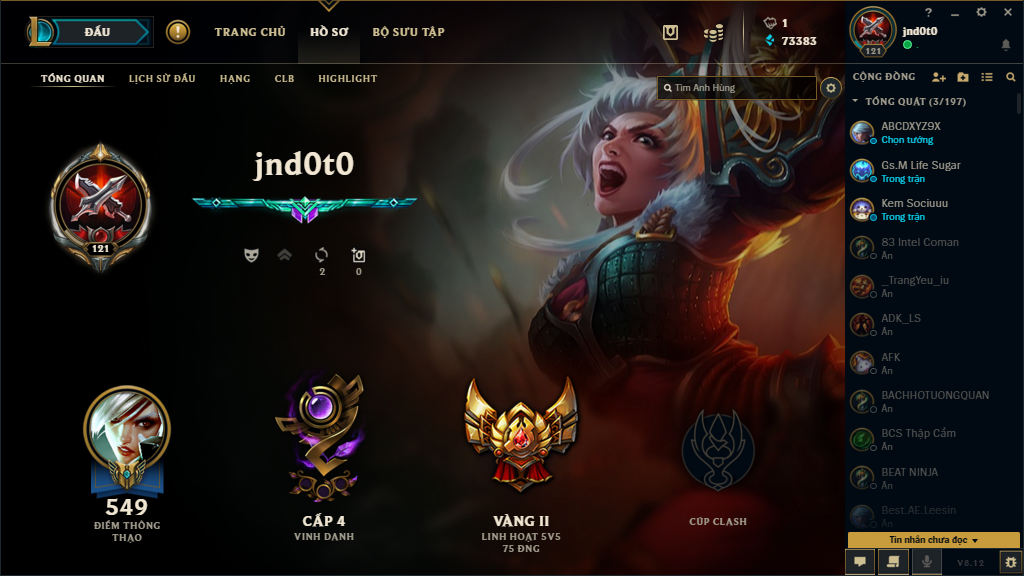 ĐẤU
TRANG CHỦ
HỒ SƠ
BỘ SƯU TẬP
1
73383
TỔNG QUAN
LỊCH SỬ ĐẤU
HẠNG
CLB
HIGHLIGHT
Tìm Anh Hùng
121
jnd0t0
2
0
549
ĐIỂM THÔNG
THẠO
CẤP 4
VINH DANH
VÀNG II
LINH HOẠT 5V5
75 ĐNG
CÚP CLASH
jnd0t0
121
CỘNG ĐỒNG
TỔNG QUÁT (3/197)
ABCDXYZ9X
Chọn tướng
Gs.M Life Sugar
Trong trận
Kem Sociuuu
Trong trận
83 Intel Coman
Ẩn
_TrangYeu_iu
Ẩn
ADK_LS
Ẩn
AFK
Ẩn
BACHHOTUONGQUAN
Ẩn
BCS Thập Cẩm
Ẩn
BEAT NINJA
Ẩn
Best.AE.Leesin
Ẩn
Tin nhắn chưa đọc
V8.12